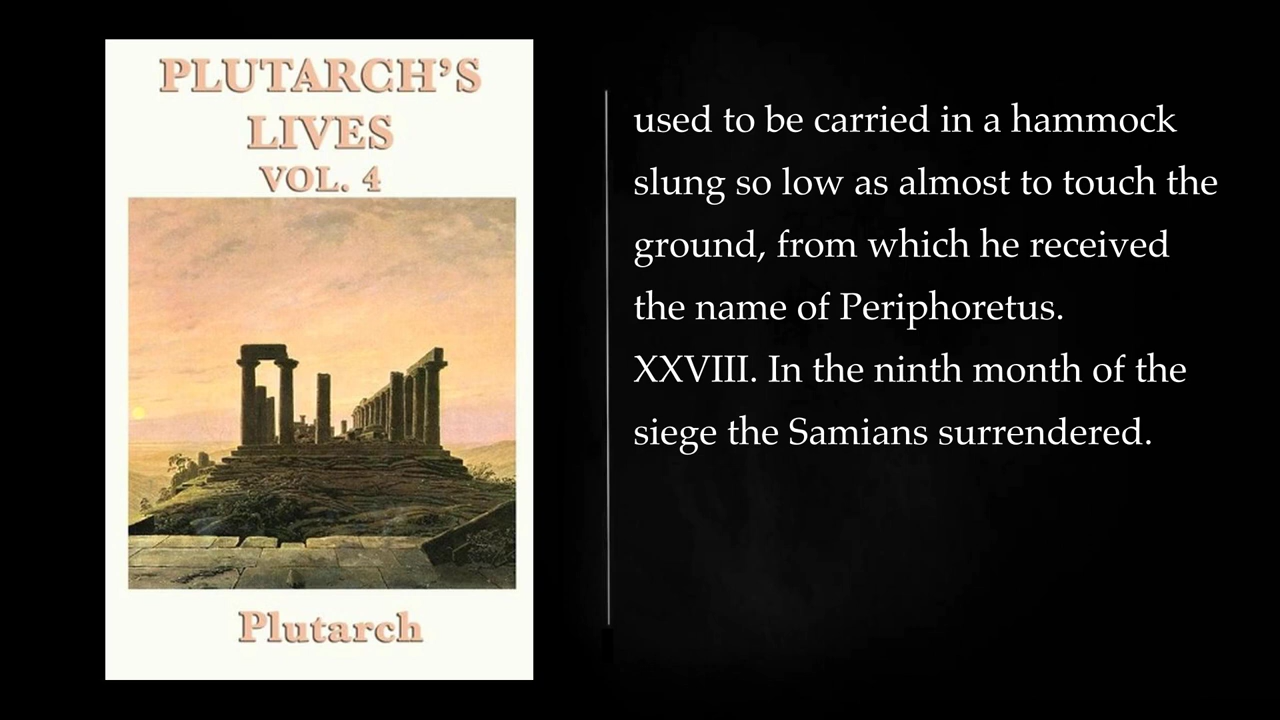 PLUTARCH'S
LIVES
VOL. 4
Plutarch
used to be carried in a hammock
slung so low as almost to touch the
ground, from which he received
the name of Periphoretus.
XXVIII. In the ninth month of the
siege the Samians surrendered.